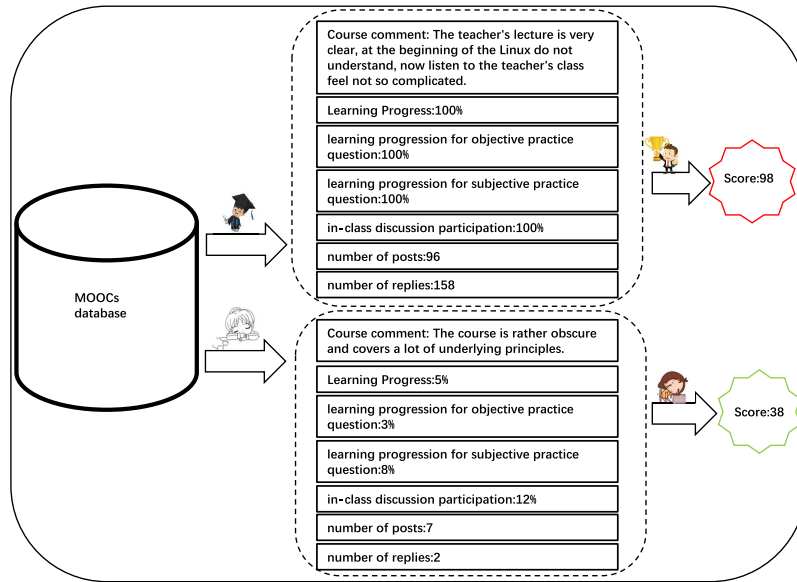 Course comment: The teacher's lecture is very
clear, at the beginning of the Linux do not
understand, now listen to the teacher's class
feel not so complicated.
Learning Progress:100%
learning progression for objective practice
question:100%
learning progression for subjective practice
question:100%
in-class discussion participation:100%
number of posts:96
number of replies:158
Score:98
MOOCs
database
Course comment: The course is rather obscure
and covers a lot of underlying principles.
Learning Progress:5%
learning progression for objective practice
question:3%
learning progression for subjective practice
question:8%
in-class discussion participation:12%
number of posts:7
number of replies:2
Score:38